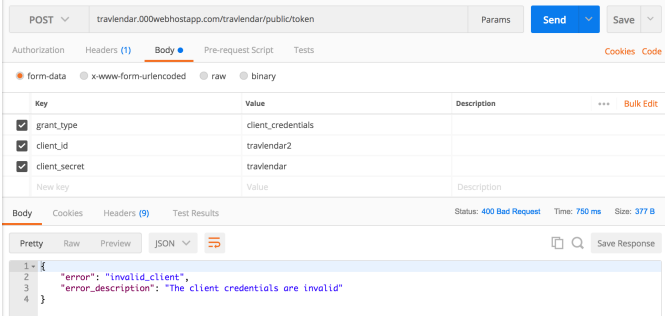 POST travlendar.000webhostapp.com/travlendar/public/token Params Send Save
Authorization Headers (1) Body Pre-request Script Tests Cookies Code
form-data x-www-form-urlencoded raw binary
Key Value Description ••• Bulk Edit
grant_type client_credentials
client_id travlendar2
client_secret travlendar
New key Value Description
Body Cookies Headers (9) Test Results Status: 400 Bad Request Time: 750 ms Size: 377 B
Pretty Raw Preview JSON Save Response
1 {
2 "error": "invalid_client",
3 "error_description": "The client credentials are invalid"
4 }